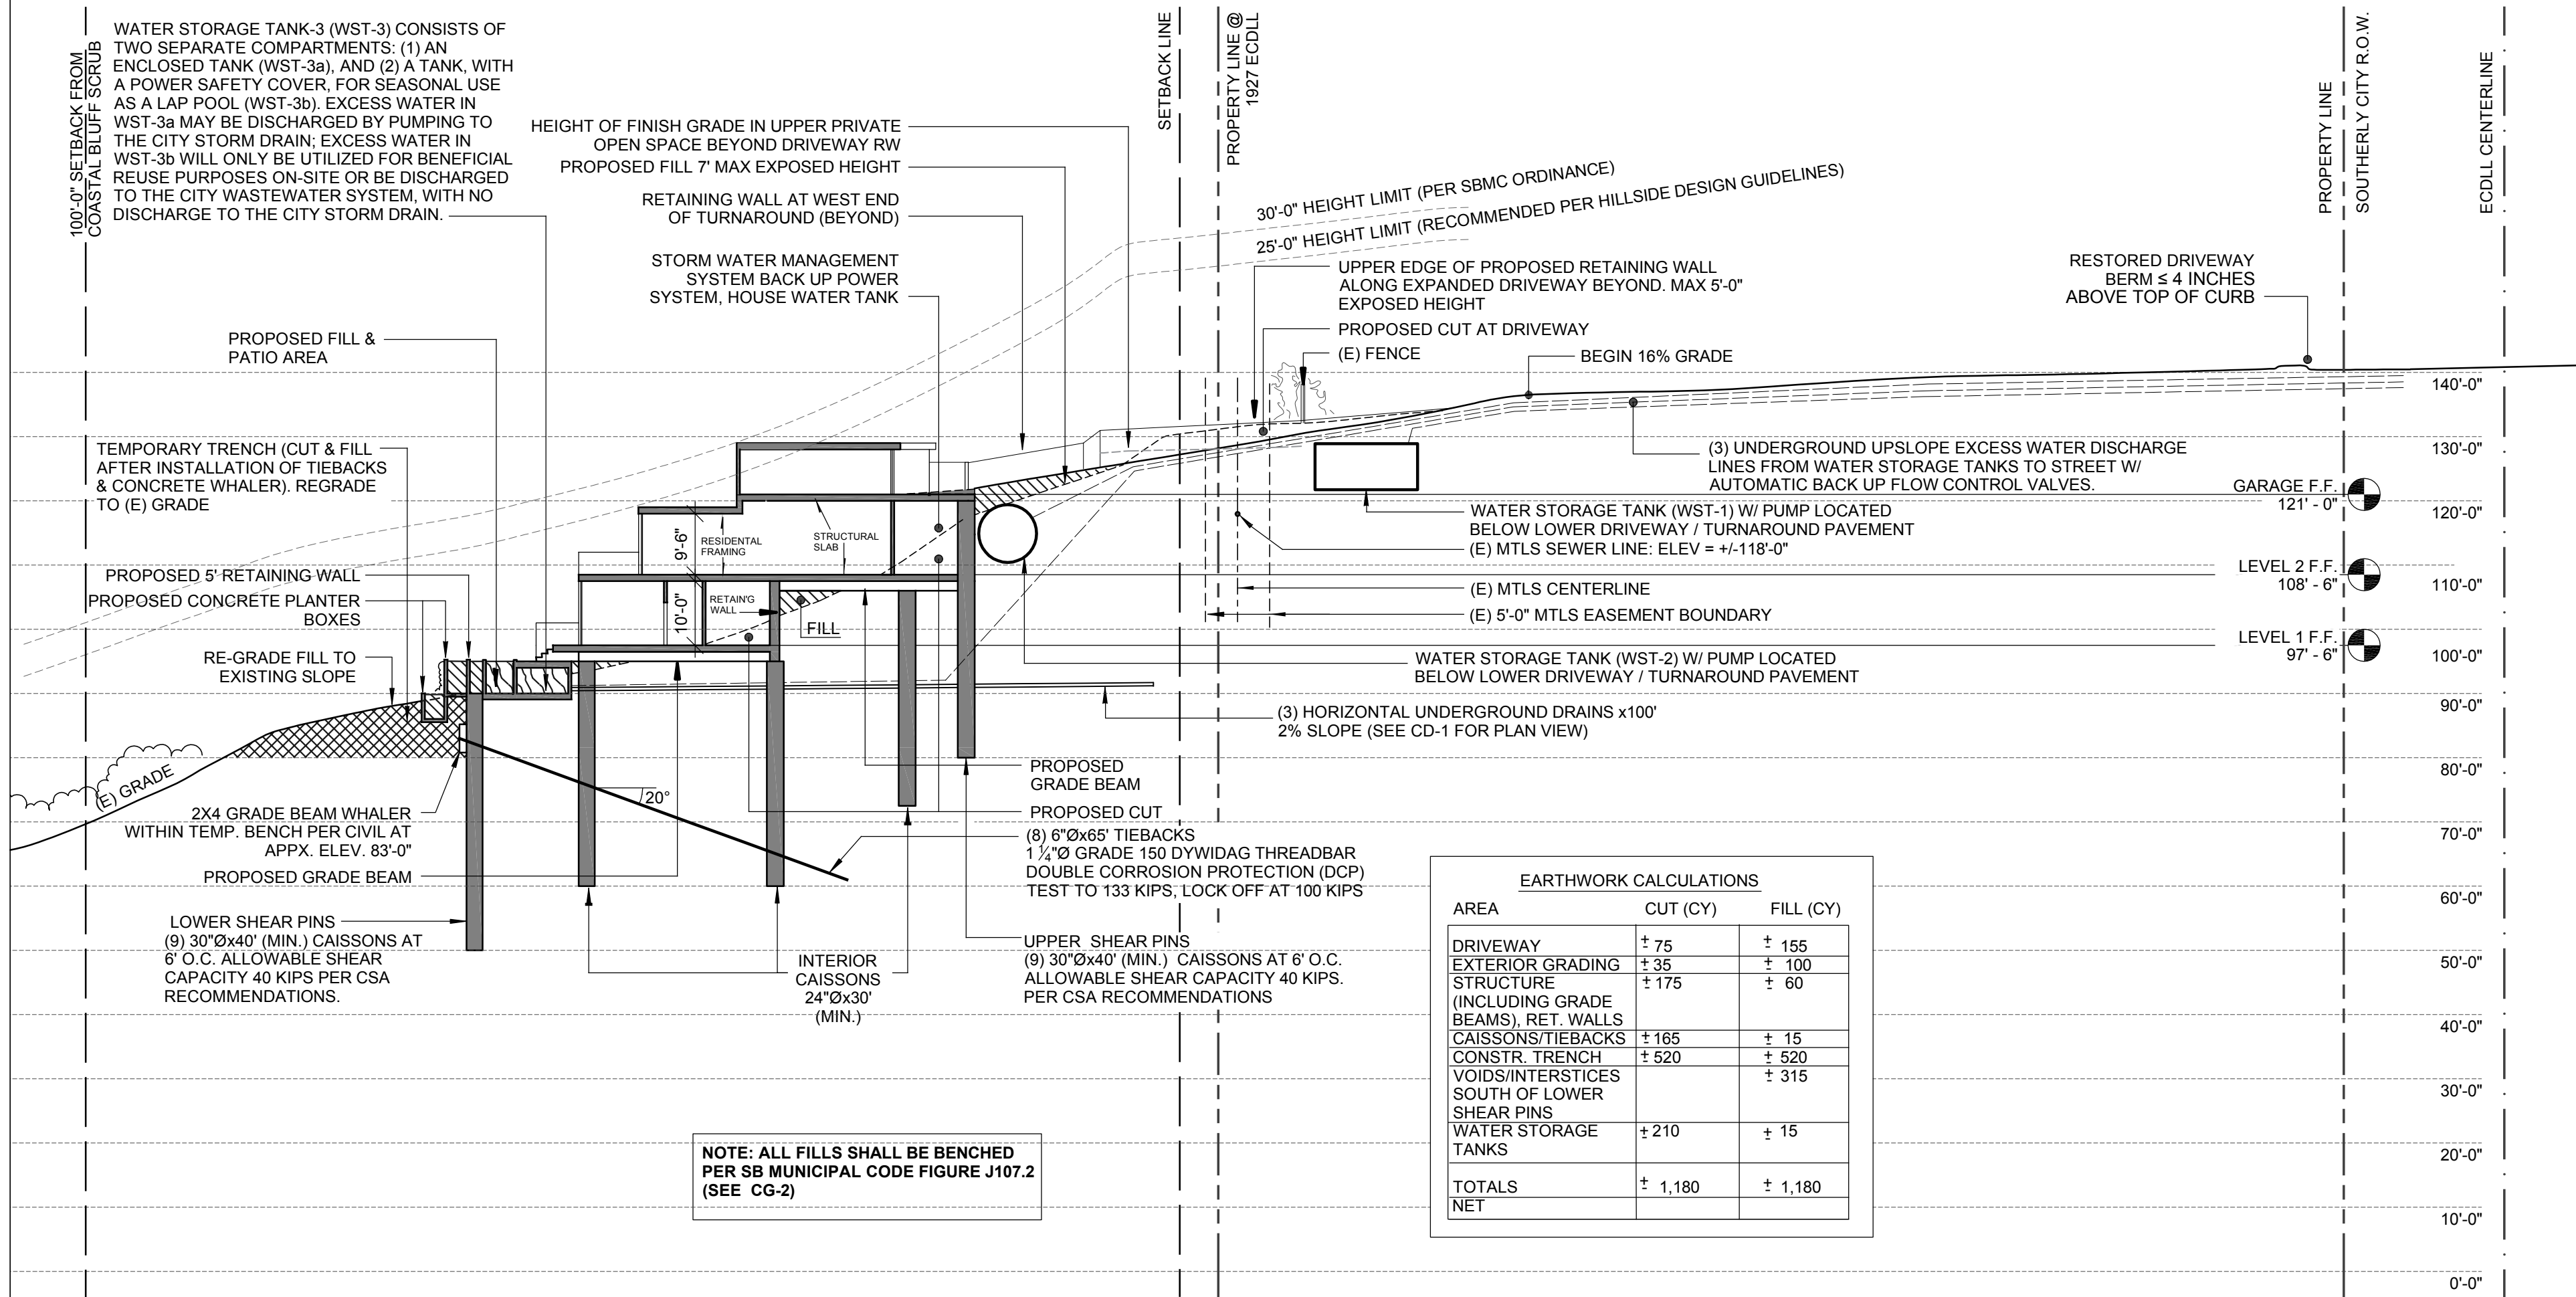 100'-0" SETBACK FROM
COASTAL BLUFF SCRUB
WATER STORAGE TANK-3 (WST-3) CONSISTS OF
TWO SEPARATE COMPARTMENTS: (1) AN
ENCLOSED TANK (WST-3a), AND (2) A TANK, WITH
A POWER SAFETY COVER, FOR SEASONAL USE
AS A LAP POOL (WST-3b). EXCESS WATER IN
WST-3a MAY BE DISCHARGED BY PUMPING TO
THE CITY STORM DRAIN; EXCESS WATER IN
WST-3b WILL ONLY BE UTILIZED FOR BENEFICIAL
REUSE PURPOSES ON-SITE OR BE DISCHARGED
TO THE CITY WASTEWATER SYSTEM, WITH NO
DISCHARGE TO THE CITY STORM DRAIN.
HEIGHT OF FINISH GRADE IN UPPER PRIVATE
OPEN SPACE BEYOND DRIVEWAY RW
PROPOSED FILL 7' MAX EXPOSED HEIGHT
RETAINING WALL AT WEST END
OF TURNAROUND (BEYOND)
STORM WATER MANAGEMENT
SYSTEM BACK UP POWER
SYSTEM, HOUSE WATER TANK
SETBACK LINE
PROPERTY LINE @
1927 ECDLL
30'-0" HEIGHT LIMIT (PER SBMC ORDINANCE)
25'-0" HEIGHT LIMIT (RECOMMENDED PER HILLSIDE DESIGN GUIDELINES)
UPPER EDGE OF PROPOSED RETAINING WALL
ALONG EXPANDED DRIVEWAY BEYOND. MAX 5'-0"
EXPOSED HEIGHT
PROPOSED CUT AT DRIVEWAY
(E) FENCE
BEGIN 16% GRADE
RESTORED DRIVEWAY
BERM ≤ 4 INCHES
ABOVE TOP OF CURB
PROPERTY LINE
SOUTHERLY CITY R.O.W.
ECDLL CENTERLINE
PROPOSED FILL &
PATIO AREA
TEMPORARY TRENCH (CUT & FILL
AFTER INSTALLATION OF TIEBACKS
& CONCRETE WHALER). REGRADE
TO (E) GRADE
PROPOSED 5' RETAINING WALL
PROPOSED CONCRETE PLANTER
BOXES
RE-GRADE FILL TO
EXISTING SLOPE
(E) GRADE
2X4 GRADE BEAM WHALER
WITHIN TEMP. BENCH PER CIVIL AT
APPX. ELEV. 83'-0"
PROPOSED GRADE BEAM
LOWER SHEAR PINS
(9) 30"Øx40' (MIN.) CAISSONS AT
6' O.C. ALLOWABLE SHEAR
CAPACITY 40 KIPS PER CSA
RECOMMENDATIONS.
9'-6"
RESIDENTAL
FRAMING
STRUCTURAL
SLAB
10'-0"
RETAIN'G
WALL
FILL
20°
INTERIOR
CAISSONS
24"Øx30'
(MIN.)
(3) UNDERGROUND UPSLOPE EXCESS WATER DISCHARGE
LINES FROM WATER STORAGE TANKS TO STREET W/
AUTOMATIC BACK UP FLOW CONTROL VALVES.
WATER STORAGE TANK (WST-1) W/ PUMP LOCATED
BELOW LOWER DRIVEWAY / TURNAROUND PAVEMENT
(E) MTLS SEWER LINE: ELEV = +/-118'-0"
(E) MTLS CENTERLINE
(E) 5'-0" MTLS EASEMENT BOUNDARY
WATER STORAGE TANK (WST-2) W/ PUMP LOCATED
BELOW LOWER DRIVEWAY / TURNAROUND PAVEMENT
(3) HORIZONTAL UNDERGROUND DRAINS x100'
2% SLOPE (SEE CD-1 FOR PLAN VIEW)
PROPOSED
GRADE BEAM
PROPOSED CUT
(8) 6"Øx65' TIEBACKS
1 ¼"Ø GRADE 150 DYWIDAG THREADBAR
DOUBLE CORROSION PROTECTION (DCP)
TEST TO 133 KIPS, LOCK OFF AT 100 KIPS
UPPER SHEAR PINS
(9) 30"Øx40' (MIN.) CAISSONS AT 6' O.C.
ALLOWABLE SHEAR CAPACITY 40 KIPS.
PER CSA RECOMMENDATIONS
GARAGE F.F.
121' - 0"
LEVEL 2 F.F.
108' - 6"
LEVEL 1 F.F.
97' - 6"
140'-0"
130'-0"
120'-0"
110'-0"
100'-0"
90'-0"
80'-0"
70'-0"
60'-0"
50'-0"
40'-0"
30'-0"
20'-0"
10'-0"
0'-0"
NOTE: ALL FILLS SHALL BE BENCHED
PER SB MUNICIPAL CODE FIGURE J107.2
(SEE CG-2)
EARTHWORK CALCULATIONS
AREA CUT (CY) FILL (CY)
DRIVEWAY ± 75 ± 155
EXTERIOR GRADING ± 35 ± 100
STRUCTURE ± 175 ± 60
(INCLUDING GRADE
BEAMS), RET. WALLS
CAISSONS/TIEBACKS ± 165 ± 15
CONSTR. TRENCH ± 520 ± 520
VOIDS/INTERSTICES ± 315
SOUTH OF LOWER
SHEAR PINS
WATER STORAGE ± 210 ± 15
TANKS
TOTALS ± 1,180 ± 1,180
NET